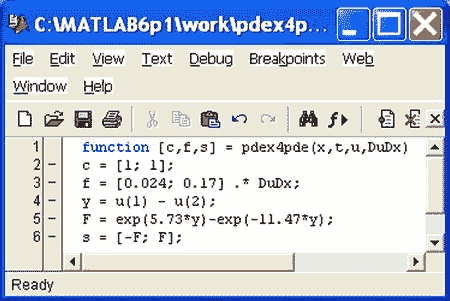 C:\MATLAB6p1\work\pdex4p...
File Edit View Text Debug Breakpoints Web
Window Help
1 function [c,f,s] = pdex4pde(x,t,u,DuDx)
2 - c = [1; 1];
3 - f = [0.024; 0.17] .* DuDx;
4 - y = u(1) - u(2);
5 - F = exp(5.73*y)-exp(-11.47*y);
6 - s = [-F; F];
Ready